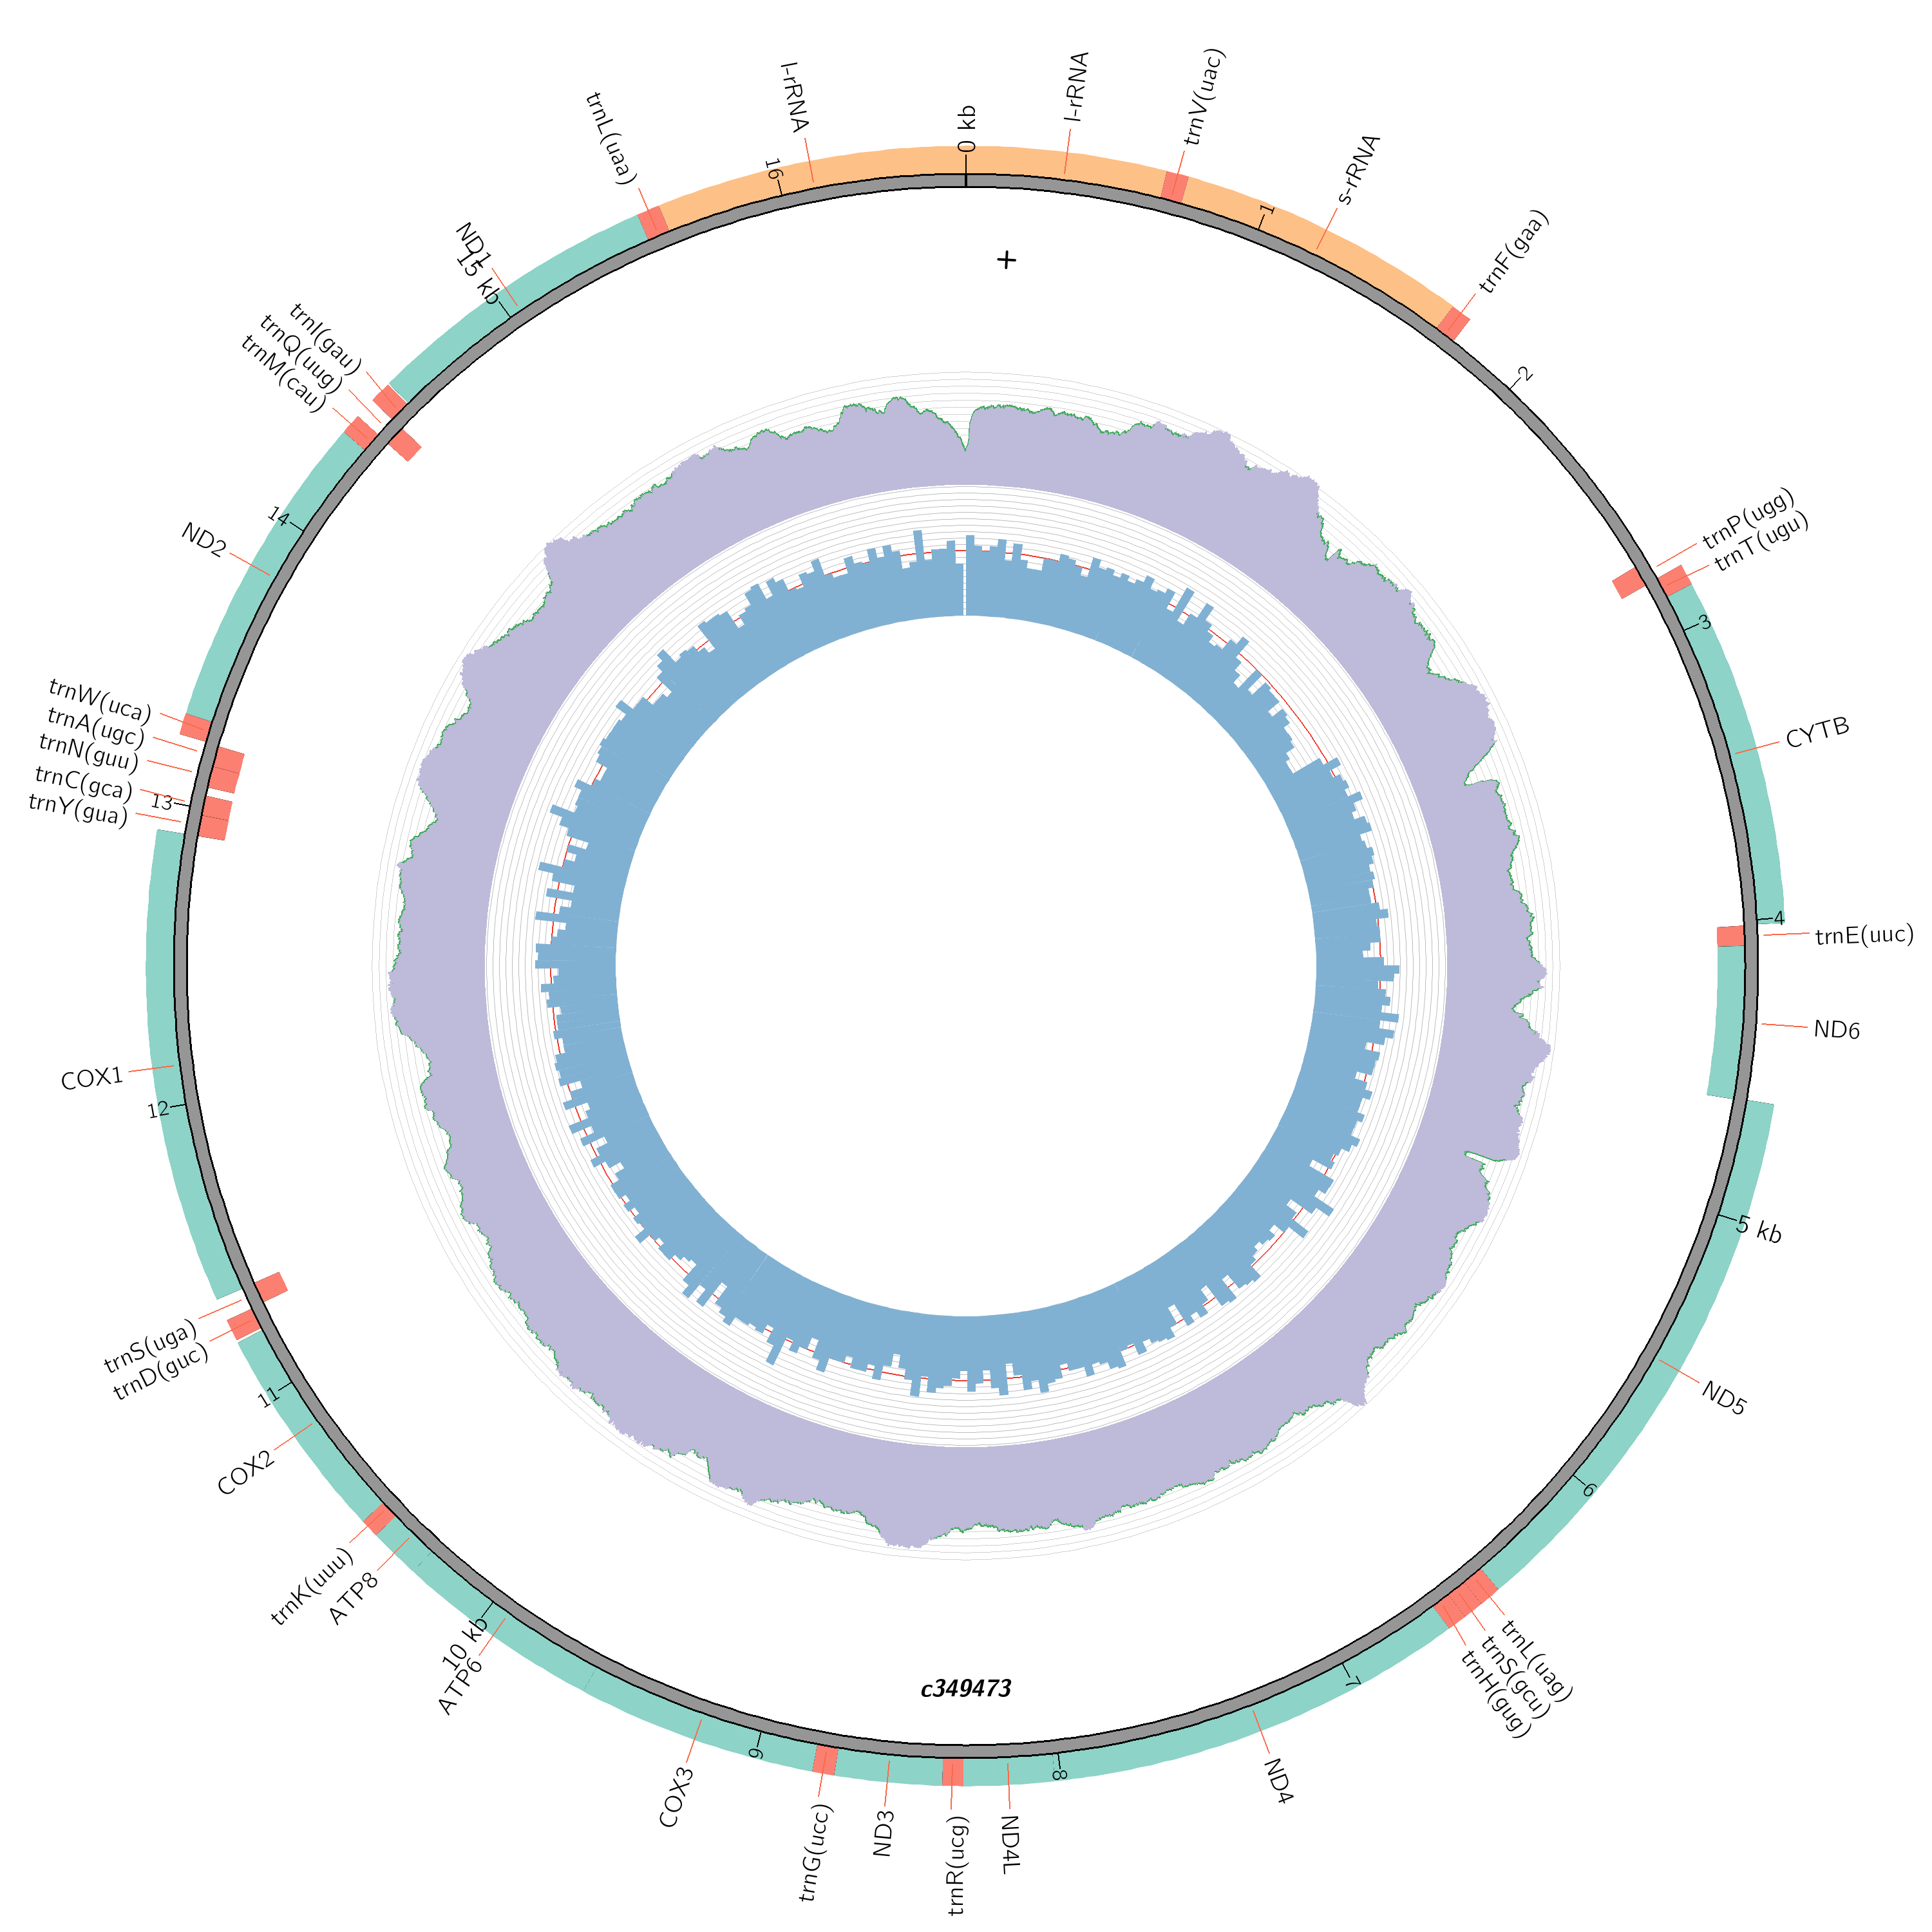 0 kb
l-rRNA
trnV(uac)
1
s-rRNA
trnF(gaa)
2
trnP(ugg)
trnT(ugu)
3
CYTB
4
trnE(uuc)
ND6
5 kb
ND5
6
trnL(uag)
trnS(gcu)
trnH(gug)
7
ND4
8
ND4L
trnR(ucg)
ND3
trnG(ucc)
9
COX3
ATP6
10 kb
ATP8
trnK(uuu)
COX2
11
trnD(guc)
trnS(uga)
12
COX1
trnY(gua)
13
trnC(gca)
trnN(guu)
trnA(ugc)
trnW(uca)
ND2
14
trnM(cau)
trnQ(uug)
trnI(gau)
15 kb
ND1
trnL(uaa)
16
l-rRNA
+
c349473